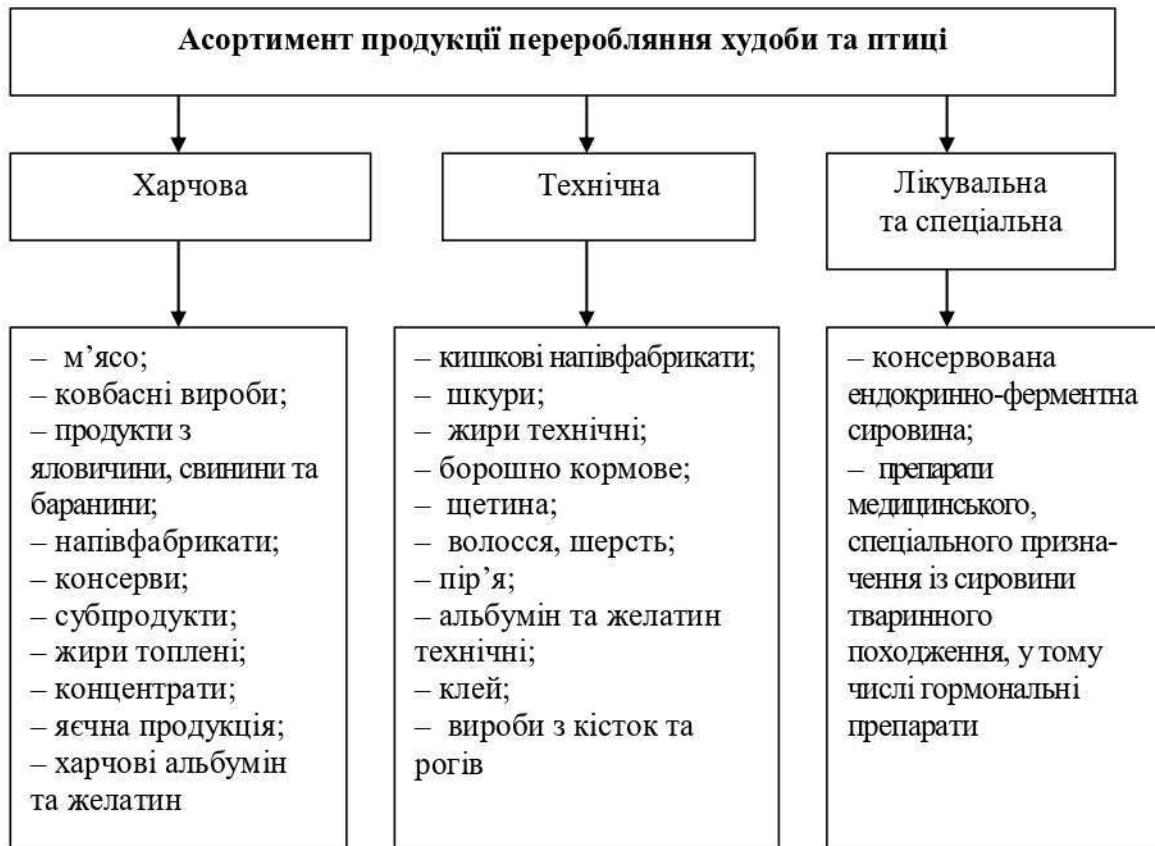 Асортимент продукції переробляння худоби та птиці
Харчова
Технічна
Лікувальна
та спеціальна
– м’ясо;
– ковбасні вироби;
– продукти з
яловичини, свинини та
баранини;
– напівфабрикати;
– консерви;
– субпродукти;
– жири топлені;
– концентрати;
– яєчна продукція;
– харчові альбумін
та желатин
– кишкові напівфабрикати;
– шкури;
– жири технічні;
– борошно кормове;
– щетина;
– волосся, шерсть;
– пір’я;
– альбумін та желатин
технічні;
– клей;
– вироби з кісток та
рогів
– консервована
ендокринно-ферментна
сировина;
– препарати
медицинського,
спеціального призна-
чення із сировини
тваринного
походження, у тому
числі гормональні
препарати